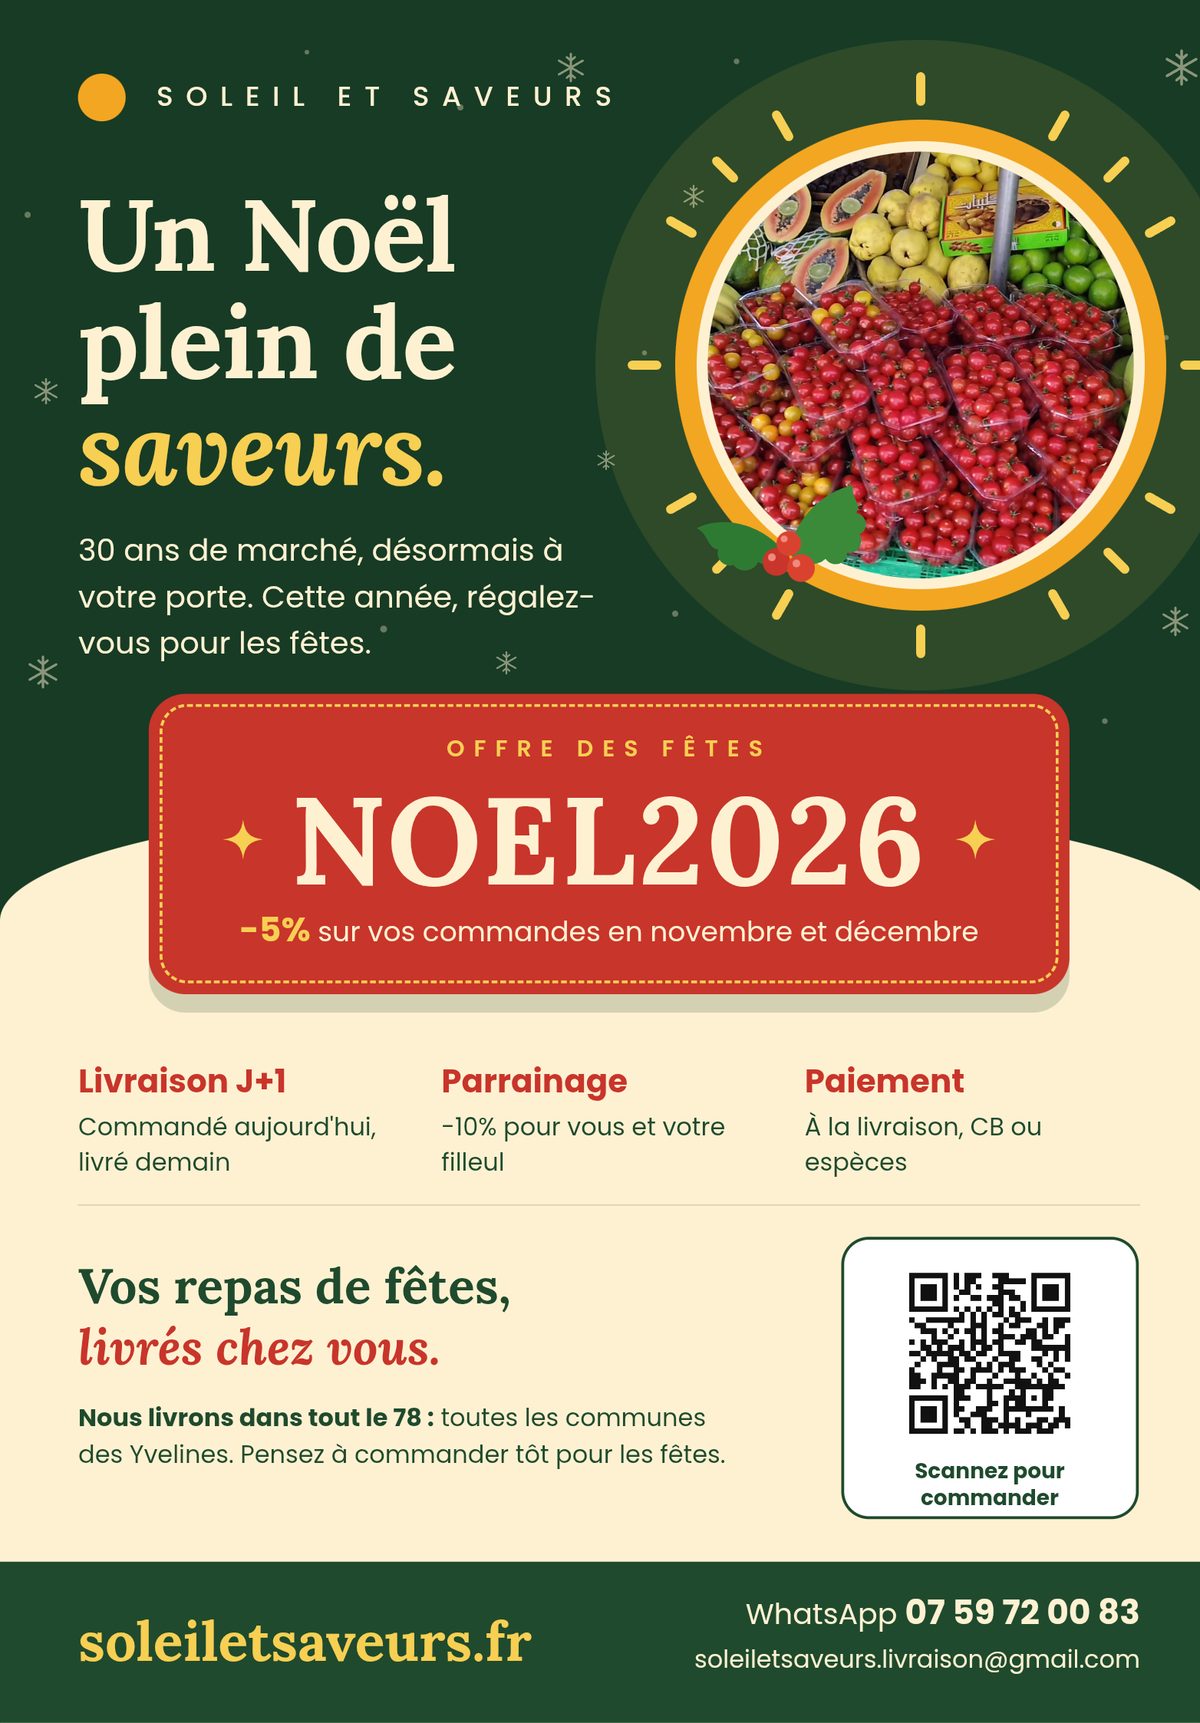 SOLEIL ET SAVEURS
Un Noël
plein de
saveurs.
30 ans de marché, désormais à
votre porte. Cette année, régalez-
vous pour les fêtes.
OFFRE DES FÊTES
NOEL2026
-5% sur vos commandes en novembre et décembre
Livraison J+1
Commandé aujourd'hui,
livré demain
Parrainage
-10% pour vous et votre
filleul
Paiement
À la livraison, CB ou
espèces
Vos repas de fêtes,
livrés chez vous.
Nous livrons dans tout le 78 : toutes les communes
des Yvelines. Pensez à commander tôt pour les fêtes.
Scannez pour
commander
soleiletsaveurs.fr
WhatsApp 07 59 72 00 83
soleiletsaveurs.livraison@gmail.com